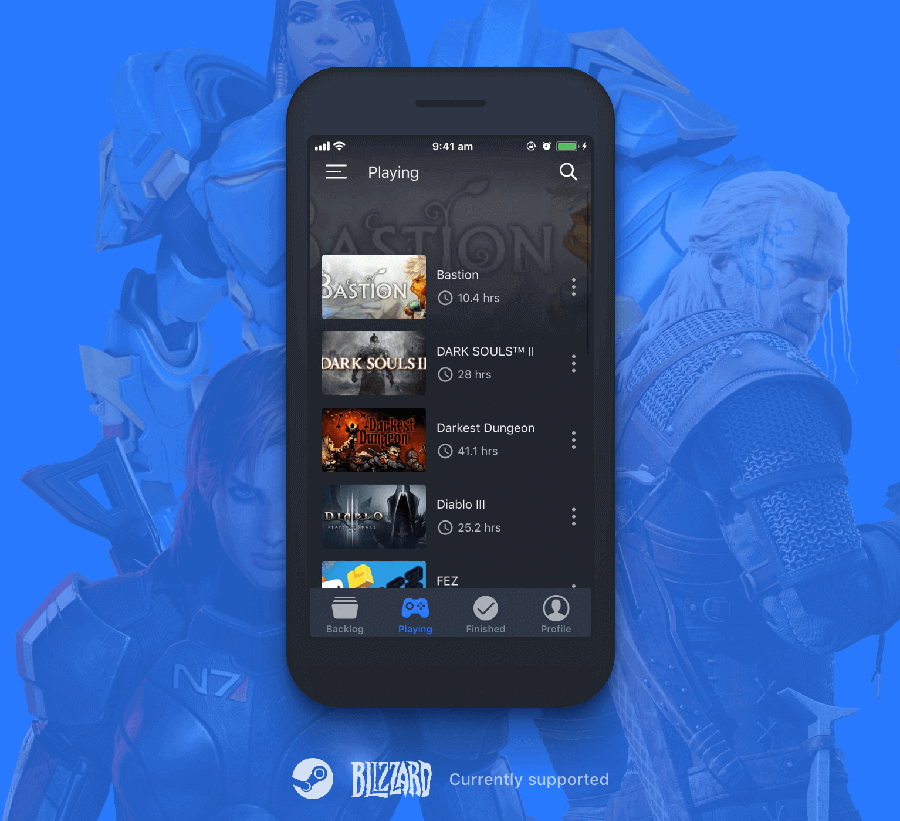 9:41 am
Playing
BASTION
BASTION
Bastion
10.4 hrs
DARK SOULS II
DARK SOULS™ II
28 hrs
Darkest
Dungeon
Darkest Dungeon
41.1 hrs
DIABLO
Diablo III
25.2 hrs
FEZ
Backlog
Playing
Finished
Profile
N7
BLIZZARD
Currently supported